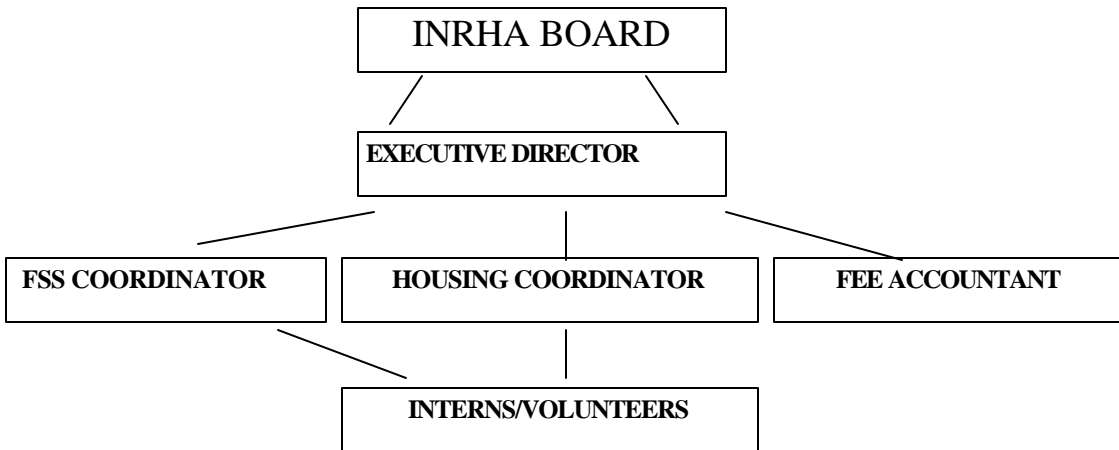 INRHA BOARD
EXECUTIVE DIRECTOR
FSS COORDINATOR
HOUSING COORDINATOR
FEE ACCOUNTANT
INTERNS/VOLUNTEERS